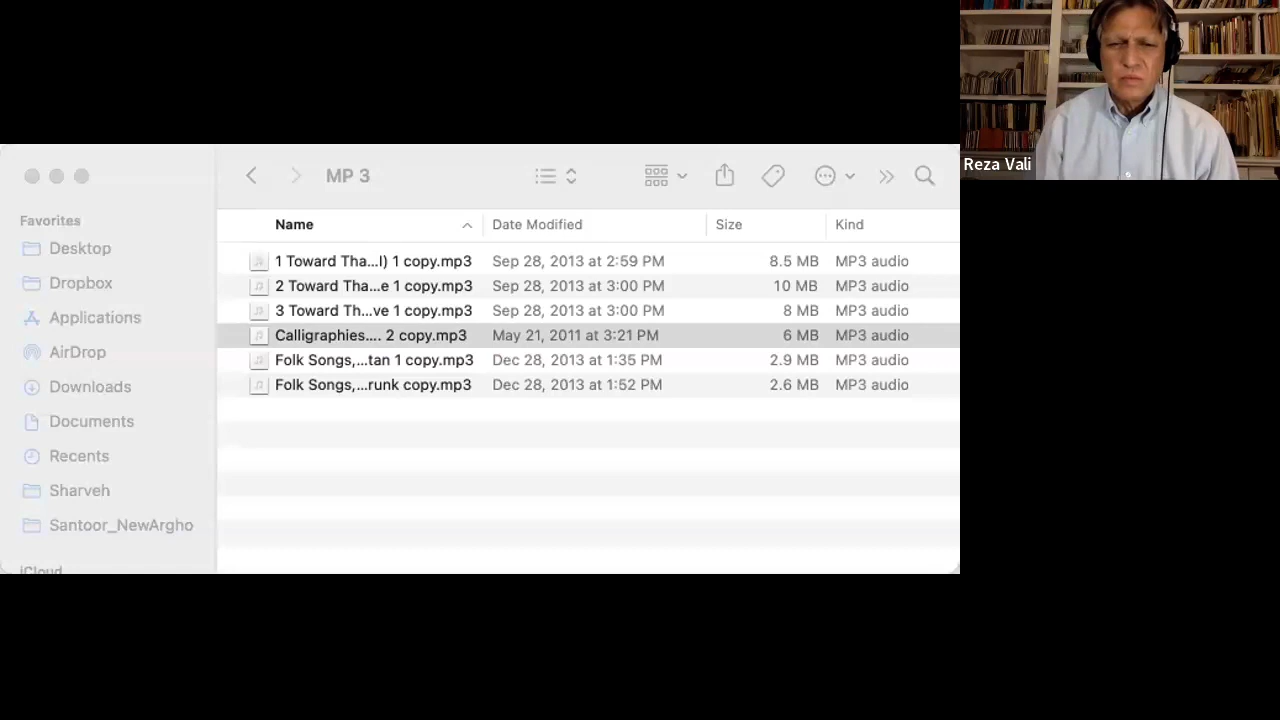 Reza Vali
MP 3
Favorites
Desktop
Dropbox
Applications
AirDrop
Downloads
Documents
Recents
Sharveh
Santoor_NewArgho
iCloud
Name Date Modified Size Kind
1 Toward Tha...l) 1 copy.mp3 Sep 28, 2013 at 2:59 PM 8.5 MB MP3 audio
2 Toward Tha...e 1 copy.mp3 Sep 28, 2013 at 3:00 PM 10 MB MP3 audio
3 Toward Th...ve 1 copy.mp3 Sep 28, 2013 at 3:00 PM 8 MB MP3 audio
Calligraphies.... 2 copy.mp3 May 21, 2011 at 3:21 PM 6 MB MP3 audio
Folk Songs,...tan 1 copy.mp3 Dec 28, 2013 at 1:35 PM 2.9 MB MP3 audio
Folk Songs,...runk copy.mp3 Dec 28, 2013 at 1:52 PM 2.6 MB MP3 audio